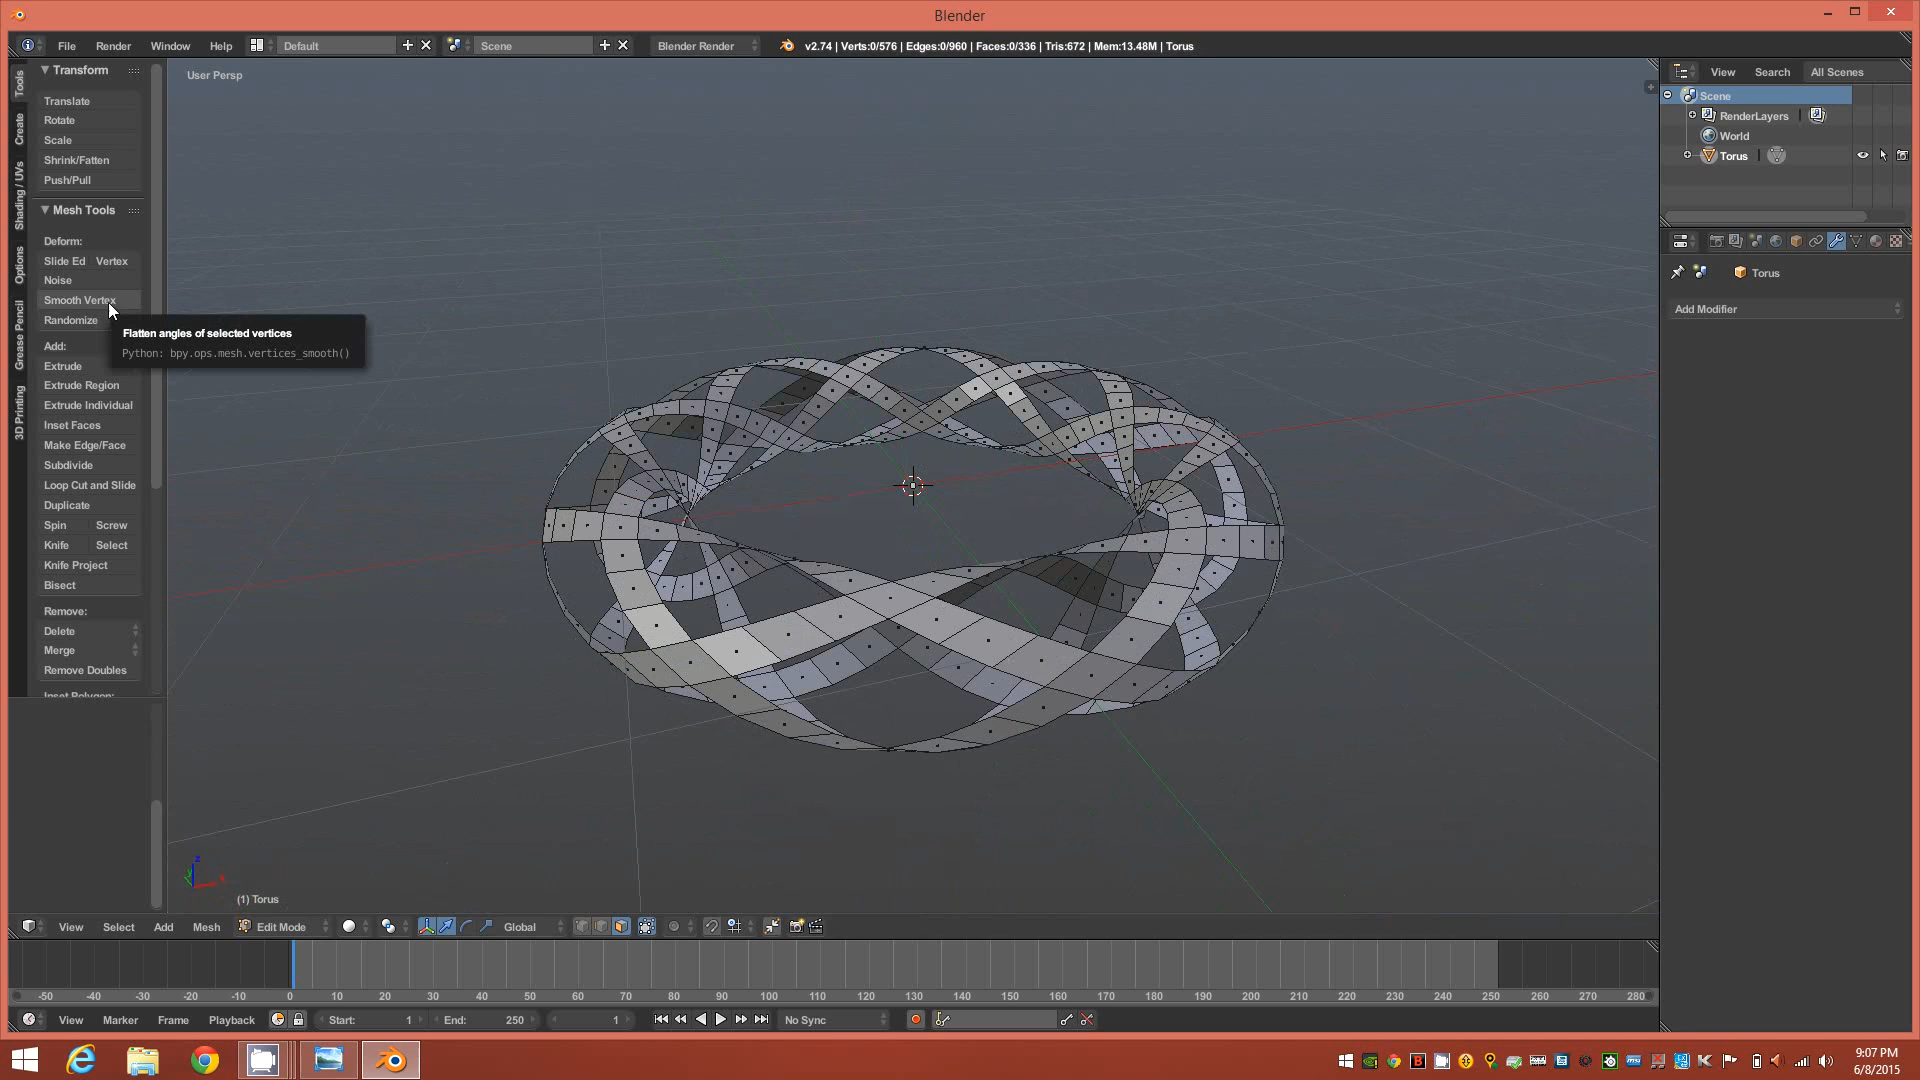 Blender
File Render Window Help Default Scene Blender Render v2.74 | Verts:0/576 | Edges:0/960 | Faces:0/336 | Tris:672 | Mem:13.48M | Torus
Tools
Create
Shading / UVs
Options
Grease Pencil
3D Printing
Transform
Translate
Rotate
Scale
Shrink/Fatten
Push/Pull
Mesh Tools
Deform:
Slide Ed Vertex
Noise
Smooth Vertex
Randomize
Flatten angles of selected vertices
Python: bpy.ops.mesh.vertices_smooth()
Add:
Extrude
Extrude Region
Extrude Individual
Inset Faces
Make Edge/Face
Subdivide
Loop Cut and Slide
Duplicate
Spin Screw
Knife Select
Knife Project
Bisect
Remove:
Delete
Merge
Remove Doubles
User Persp
(1) Torus
View Search All Scenes
Scene
RenderLayers
World
Torus
Torus
Add Modifier
View Select Add Mesh Edit Mode Global
-50 -40 -30 -20 -10 0 10 20 30 40 50 60 70 80 90 100 110 120 130 140 150 160 170 180 190 200 210 220 230 240 250 260 270 280
View Marker Frame Playback Start: 1 End: 250 1 No Sync
9:07 PM
6/8/2015